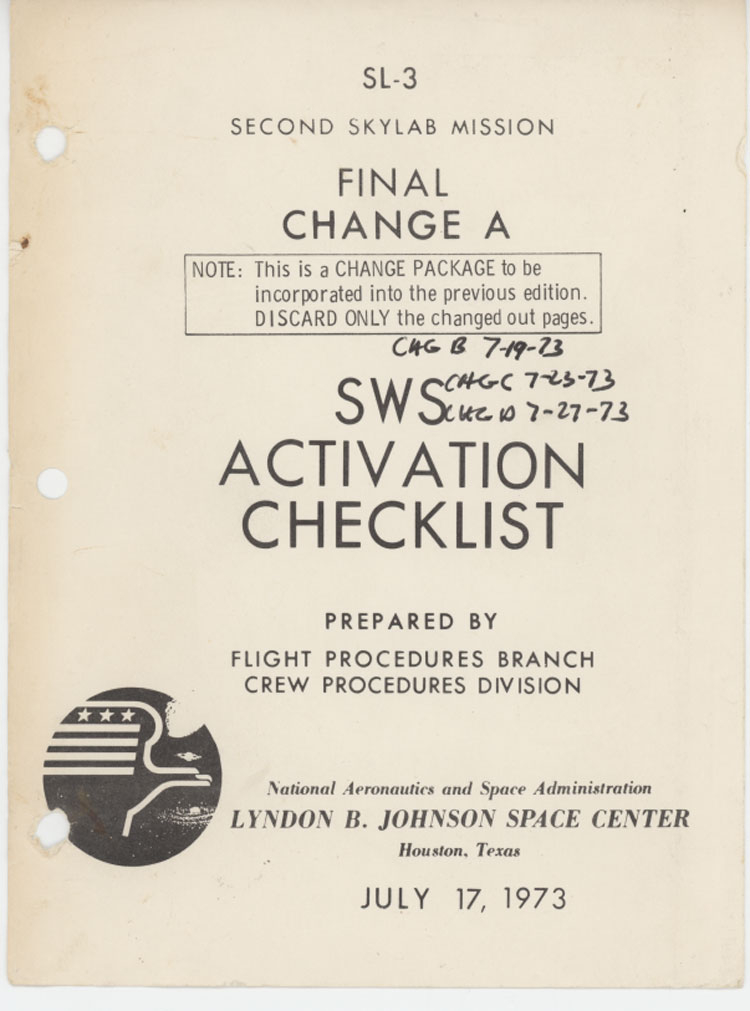 SL-3
SECOND SKYLAB MISSION
FINAL
CHANGE A
NOTE: This is a CHANGE PACKAGE to be
incorporated into the previous edition.
DISCARD ONLY the changed out pages.
CHG B 7-19-73
CHG C 7-23-73
SWS
CHG D 7-27-73
ACTIVATION
CHECKLIST
PREPARED BY
FLIGHT PROCEDURES BRANCH
CREW PROCEDURES DIVISION
National Aeronautics and Space Administration
LYNDON B. JOHNSON SPACE CENTER
Houston, Texas
JULY 17, 1973